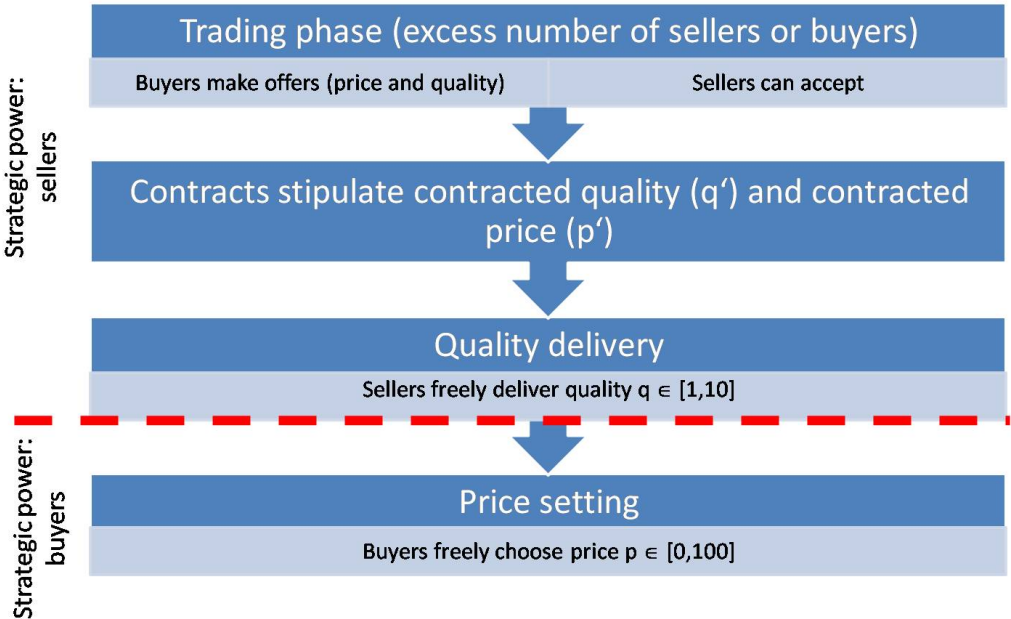 Trading phase (excess number of sellers or buyers)
Buyers make offers (price and quality)
Sellers can accept
Strategic power:
sellers
Contracts stipulate contracted quality (q‘) and contracted
price (p‘)
Quality delivery
Sellers freely deliver quality q ∈ [1,10]
Strategic power:
buyers
Price setting
Buyers freely choose price p ∈ [0,100]